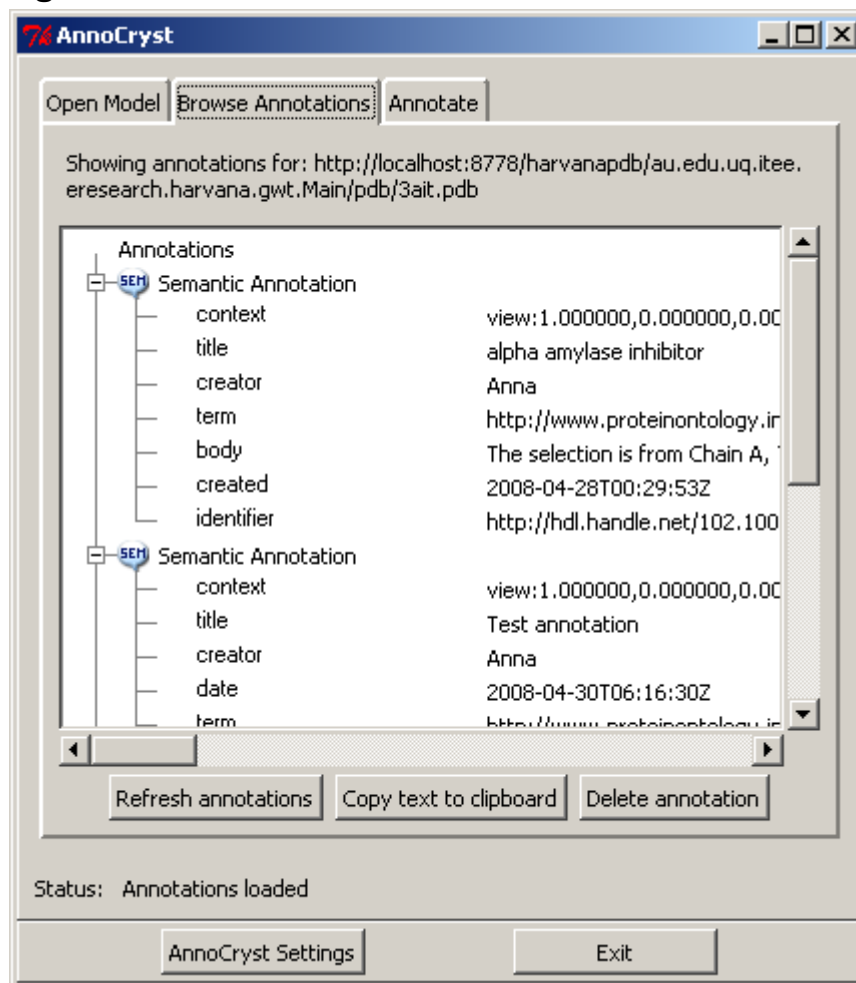 AnnoCryst
Open Model Browse Annotations Annotate
Showing annotations for: http://localhost:8778/harvanapdb/au.edu.uq.itee.
eresearch.harvana.gwt.Main/pdb/3ait.pdb
Annotations
SEM Semantic Annotation
context view:1.000000,0.000000,0.00
title alpha amylase inhibitor
creator Anna
term http://www.proteinontology.in
body The selection is from Chain A,
created 2008-04-28T00:29:53Z
identifier http://hdl.handle.net/102.100
SEM Semantic Annotation
context view:1.000000,0.000000,0.00
title Test annotation
creator Anna
date 2008-04-30T06:16:30Z
term http://www.proteinontology.in
Refresh annotations Copy text to clipboard Delete annotation
Status: Annotations loaded
AnnoCryst Settings Exit